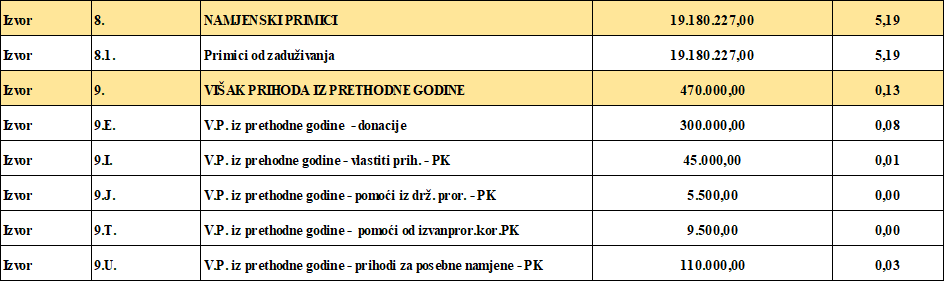 Izvor 8. NAMJENSKI PRIMICI 19.180.227,00 5,19
Izvor 8.1. Primici od zaduživanja 19.180.227,00 5,19
Izvor 9. VIŠAK PRIHODA IZ PRETHODNE GODINE 470.000,00 0,13
Izvor 9.E. V.P. iz prethodne godine - donacije 300.000,00 0,08
Izvor 9.I. V.P. iz prehodne godine - vlastiti prih. - PK 45.000,00 0,01
Izvor 9.J. V.P. iz prethodne godine - pomoći iz drž. pror. - PK 5.500,00 0,00
Izvor 9.T. V.P. iz prethodne godine - pomoći od izvanpror.kor.PK 9.500,00 0,00
Izvor 9.U. V.P. iz prethodne godine - prihodi za posebne namjene - PK 110.000,00 0,03